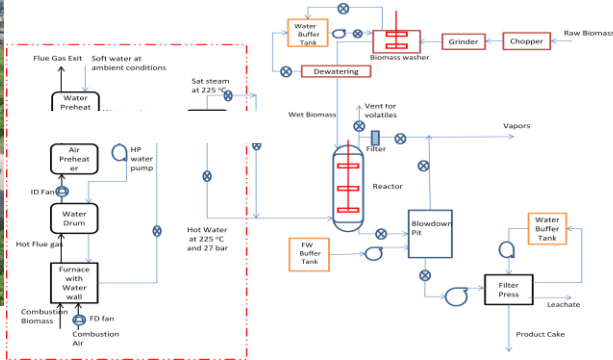 Flue Gas Exit
Soft water at
ambient conditions
Water
Preheat
Sat steam
at 225 °C
Air
Preheat
er
HP
water
pump
ID Fan
Water
Drum
Hot Flue gas
Furnace
with
Water
wall
Combustion
Biomass
FD fan
Combustion
Air
Hot Water
at 225 °C
and 27 bar
Water
Buffer
Tank
Biomass washer
Grinder
Chopper
Raw Biomass
Dewatering
Wet Biomass
Vent for
volatiles
Filter
Vapors
Reactor
FW
Buffer
Tank
Blowdown
Pit
Water
Buffer
Tank
Filter
Press
Leachate
Product Cake